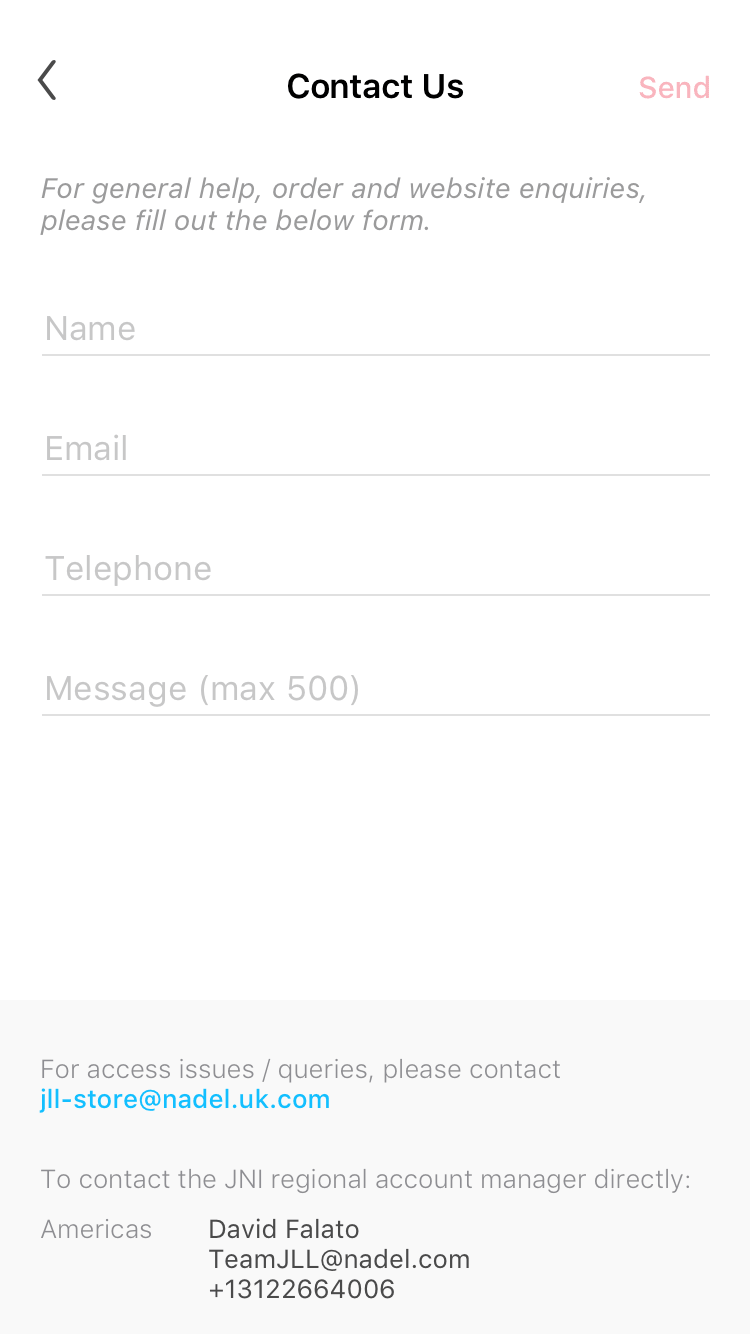 Contact Us
Send
For general help, order and website enquiries,
please fill out the below form.
Name
Email
Telephone
Message (max 500)
For access issues / queries, please contact
jll-store@nadel.uk.com
To contact the JNI regional account manager directly:
Americas David Falato
TeamJLL@nadel.com
+13122664006